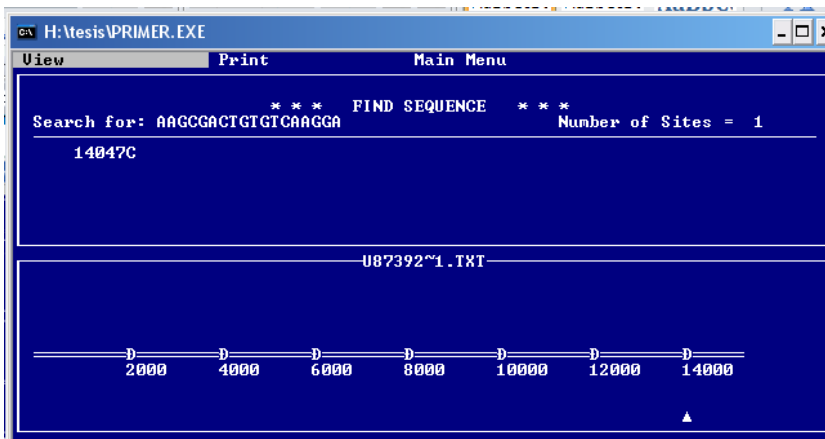 H:\tesis\PRIMER.EXE
View Print Main Menu
* * * FIND SEQUENCE * * *
Search for: AAGCGACTGTGTCAAGGA Number of Sites = 1
14047C
U87392~1.TXT
D D D D D D D
2000 4000 6000 8000 10000 12000 14000